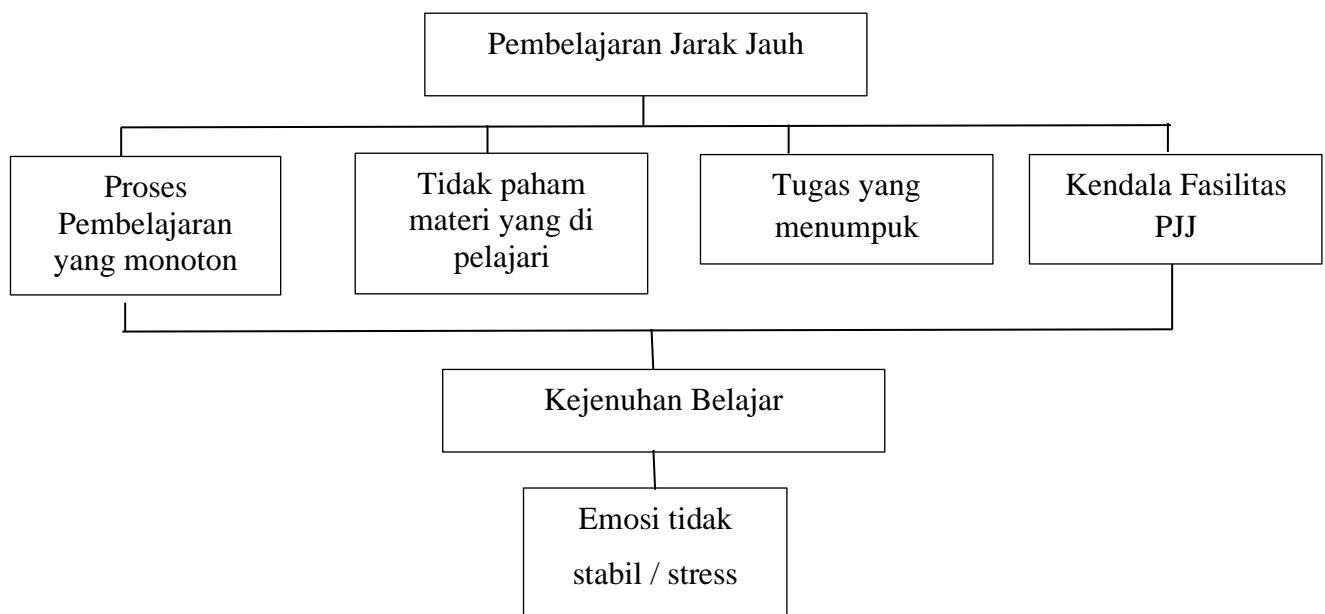 Pembelajaran Jarak Jauh
Proses
Pembelajaran
yang monoton
Tidak paham
materi yang di
pelajari
Tugas yang
menumpuk
Kendala Fasilitas
PJJ
Kejenuhan Belajar
Emosi tidak
stabil / stress